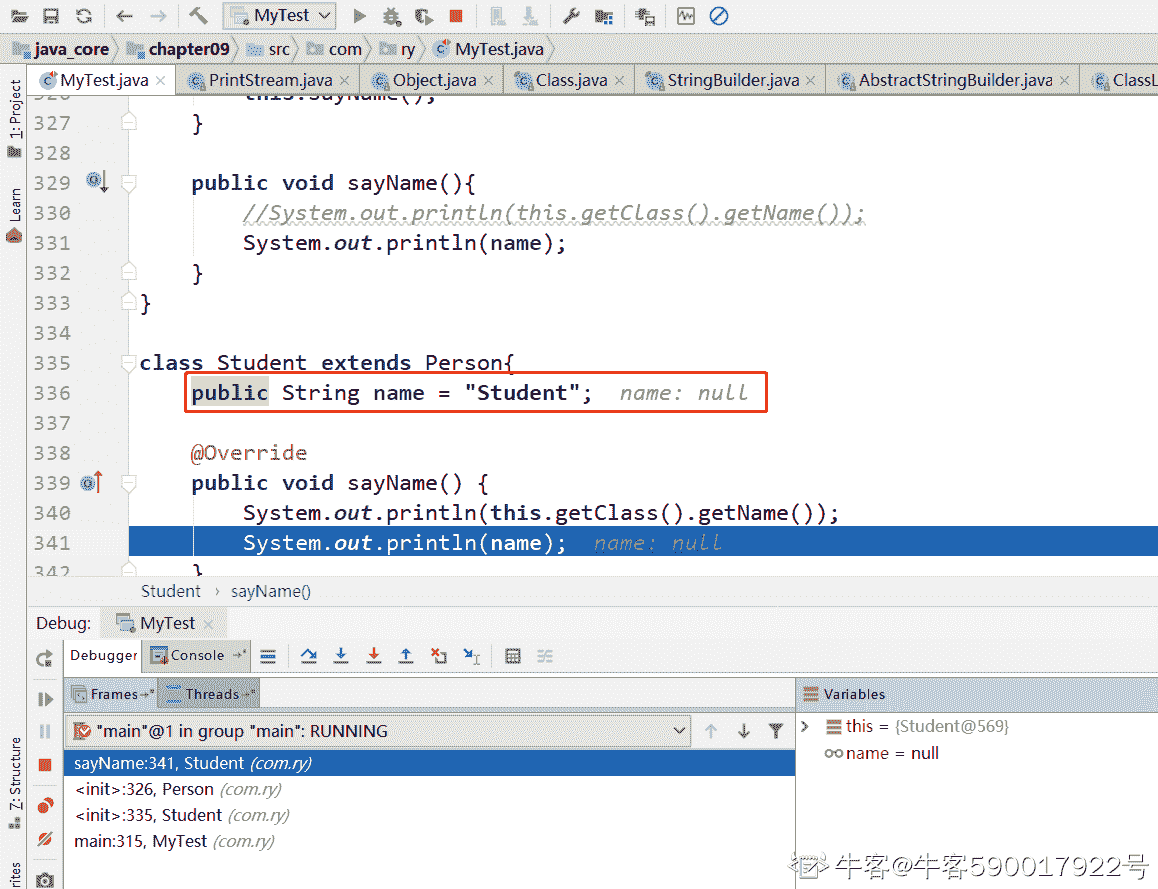 MyTest
java_core chapter09 src com ry MyTest.java
MyTest.java PrintStream.java Object.java Class.java StringBuilder.java AbstractStringBuilder.java ClassL
1: Project
Learn
Z: Structure
rites
326 this.sayName();
327 }
328
329 public void sayName(){
330 //System.out.println(this.getClass().getName());
331 System.out.println(name);
332 }
333 }
334
335 class Student extends Person{
336 public String name = "Student"; name: null
337
338 @Override
339 public void sayName() {
340 System.out.println(this.getClass().getName());
341 System.out.println(name); name: null
342 }
Student › sayName()
Debug: MyTest
Debugger Console
Frames Threads
Variables
"main"@1 in group "main": RUNNING
this = {Student@569}
name = null
sayName:341, Student (com.ry)
<init>:326, Person (com.ry)
<init>:335, Student (com.ry)
main:315, MyTest (com.ry)
牛客@牛客590017922号